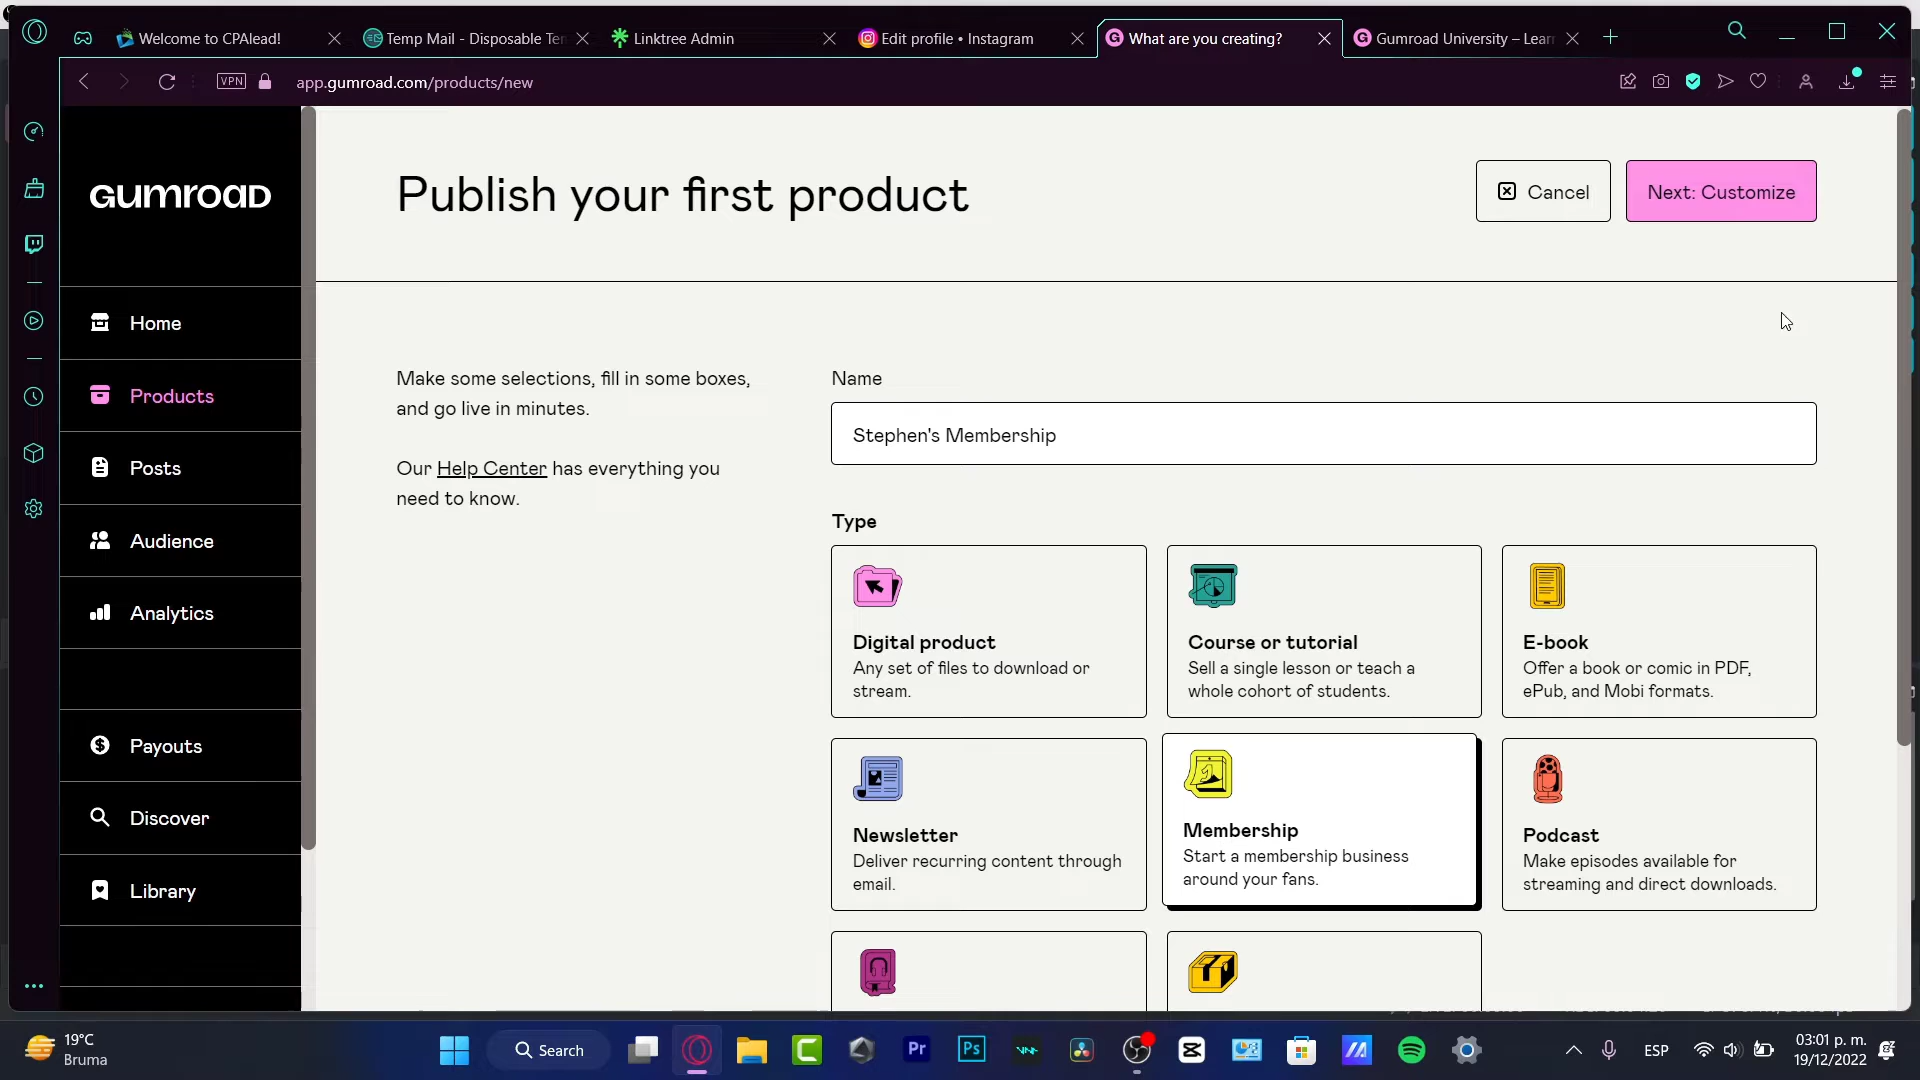 Welcome to CPAlead!
Temp Mail - Disposable Ten
Linktree Admin
Edit profile • Instagram
What are you creating?
Gumroad University – Learn
VPN
app.gumroad.com/products/new
GUMROAD
Home
Products
Posts
Audience
Analytics
Payouts
Discover
Library
Publish your first product
Cancel
Next: Customize
Make some selections, fill in some boxes,
and go live in minutes.
Our Help Center has everything you
need to know.
Name
Stephen's Membership
Type
Digital product
Any set of files to download or
stream.
Course or tutorial
Sell a single lesson or teach a
whole cohort of students.
E-book
Offer a book or comic in PDF,
ePub, and Mobi formats.
Newsletter
Deliver recurring content through
email.
Membership
Start a membership business
around your fans.
Podcast
Make episodes available for
streaming and direct downloads.
19°C
Bruma
Search
Pr
Ps
ESP
03:01 p. m.
19/12/2022